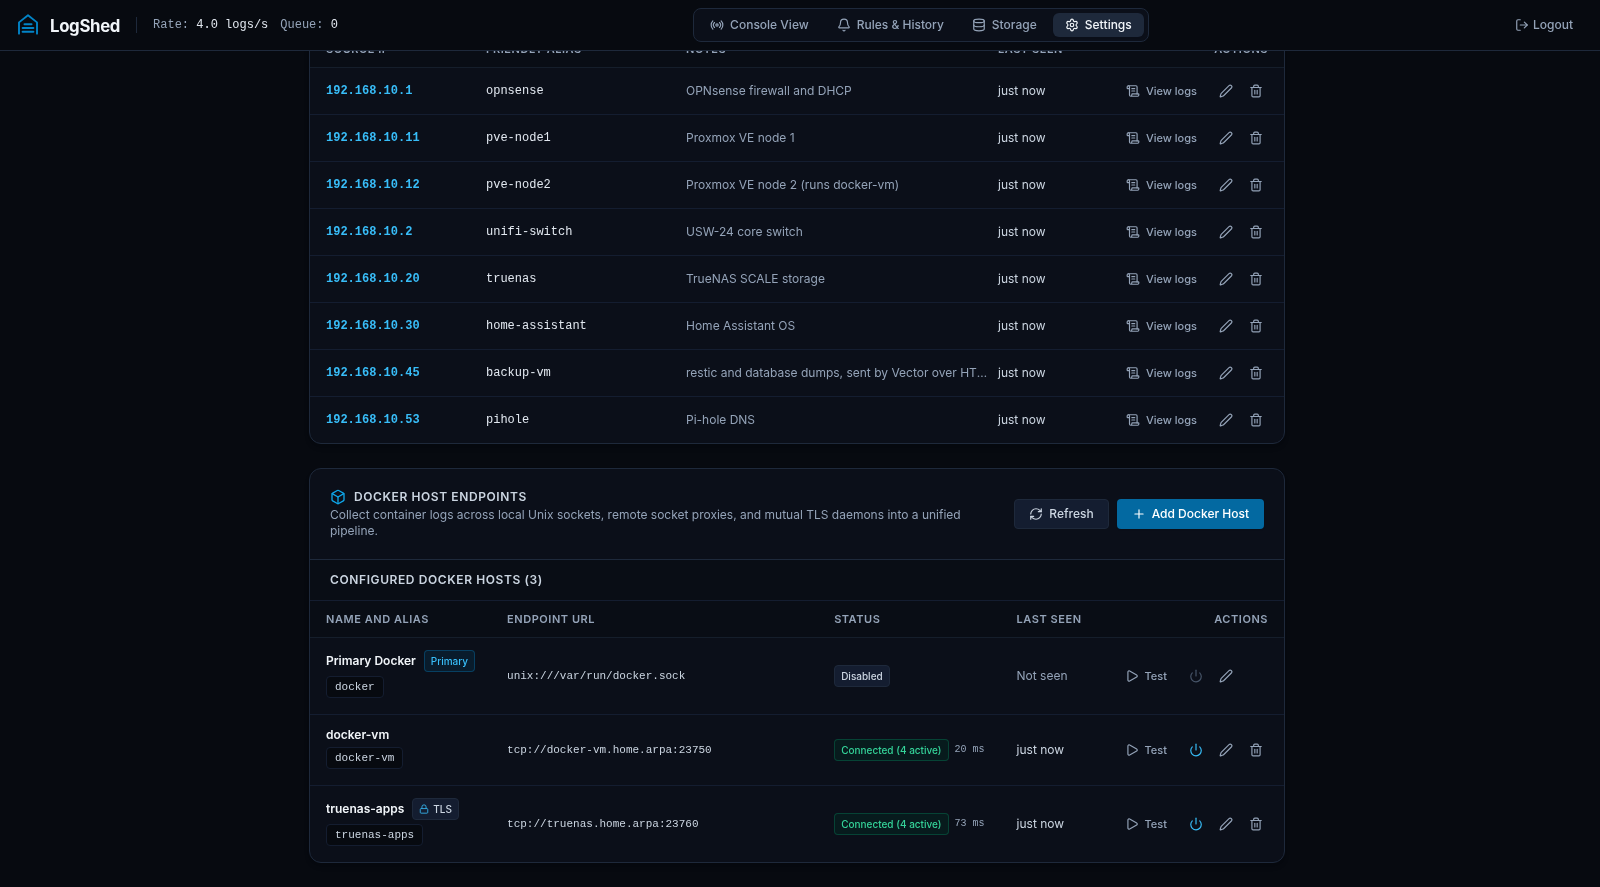 LogShed
Rate: 4.0 logs/s Queue: 0
Console View
Rules & History
Storage
Settings
Logout
SOURCE IP FRIENDLY ALIAS NOTES LAST SEEN ACTIONS
192.168.10.1 opnsense OPNsense firewall and DHCP just now View logs
192.168.10.11 pve-node1 Proxmox VE node 1 just now View logs
192.168.10.12 pve-node2 Proxmox VE node 2 (runs docker-vm) just now View logs
192.168.10.2 unifi-switch USW-24 core switch just now View logs
192.168.10.20 truenas TrueNAS SCALE storage just now View logs
192.168.10.30 home-assistant Home Assistant OS just now View logs
192.168.10.45 backup-vm restic and database dumps, sent by Vector over HT... just now View logs
192.168.10.53 pihole Pi-hole DNS just now View logs
DOCKER HOST ENDPOINTS
Collect container logs across local Unix sockets, remote socket proxies, and mutual TLS daemons into a unified
pipeline.
Refresh
Add Docker Host
CONFIGURED DOCKER HOSTS (3)
NAME AND ALIAS ENDPOINT URL STATUS LAST SEEN ACTIONS
Primary Docker Primary
docker
unix:///var/run/docker.sock Disabled Not seen Test
docker-vm
docker-vm
tcp://docker-vm.home.arpa:23750 Connected (4 active) 20 ms just now Test
truenas-apps TLS
truenas-apps
tcp://truenas.home.arpa:23760 Connected (4 active) 73 ms just now Test